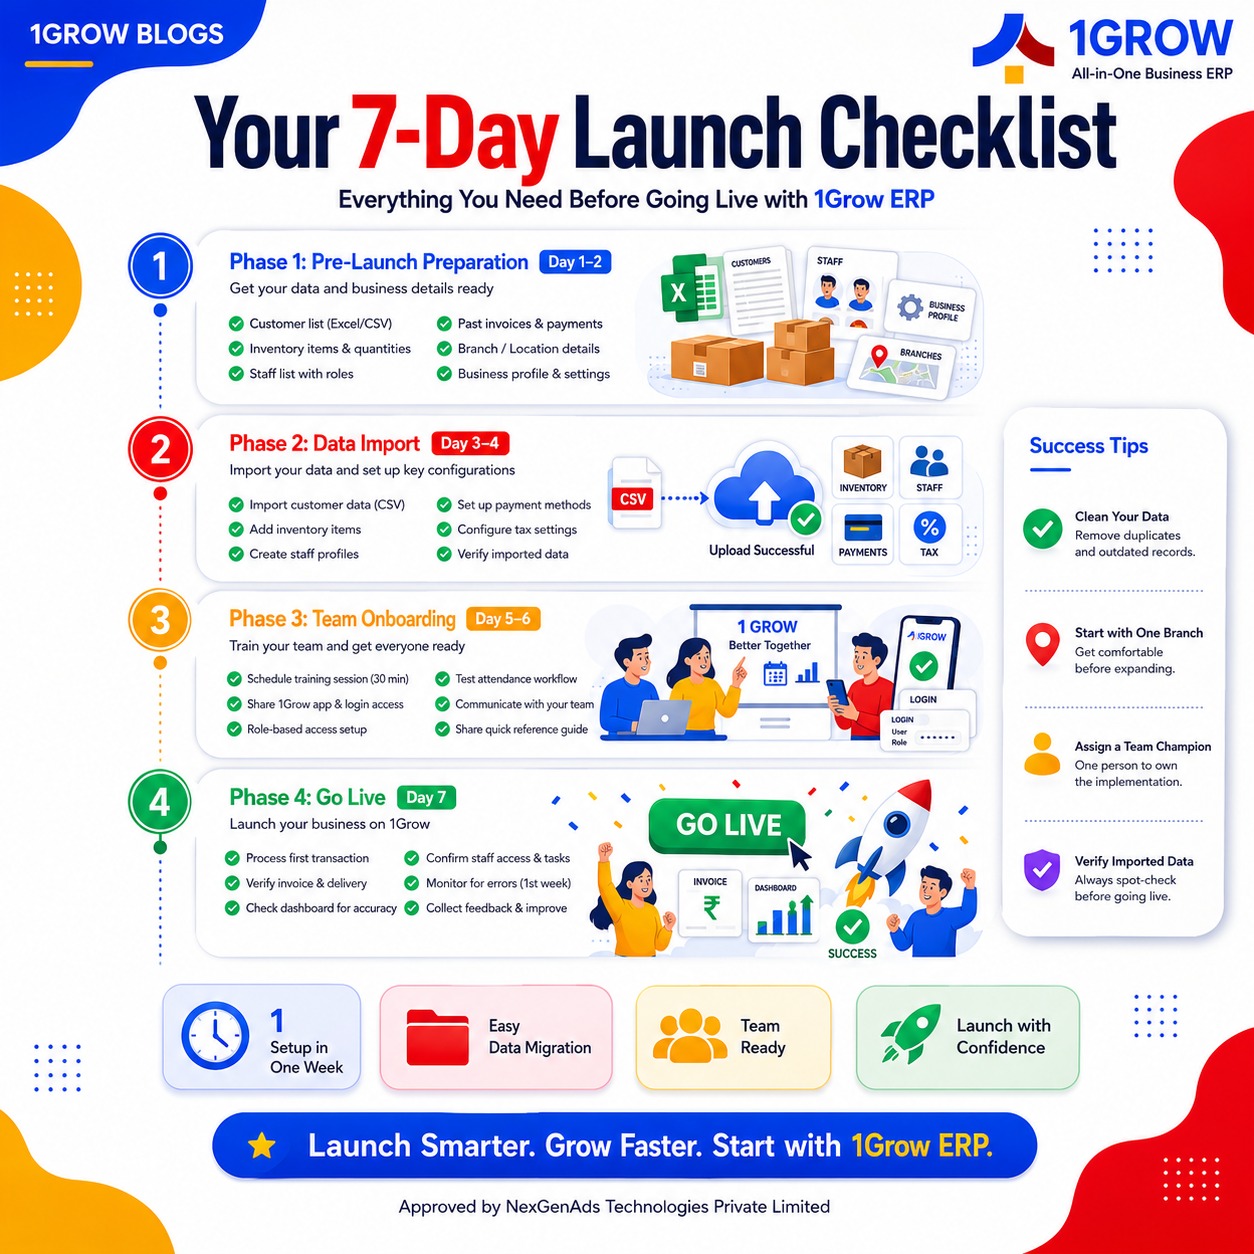 1GROW BLOGS
1GROW
All-in-One Business ERP
Your 7-Day Launch Checklist
Everything You Need Before Going Live with 1Grow ERP
1
Phase 1: Pre-Launch Preparation
Day 1–2
Get your data and business details ready
Customer list (Excel/CSV)
Inventory items & quantities
Staff list with roles
Past invoices & payments
Branch / Location details
Business profile & settings
X
CUSTOMERS
STAFF
BUSINESS
PROFILE
BRANCHES
2
Phase 2: Data Import
Day 3–4
Import your data and set up key configurations
Import customer data (CSV)
Add inventory items
Create staff profiles
Set up payment methods
Configure tax settings
Verify imported data
CSV
Upload Successful
INVENTORY
STAFF
PAYMENTS
%
TAX
3
Phase 3: Team Onboarding
Day 5–6
Train your team and get everyone ready
Schedule training session (30 min)
Share 1Grow app & login access
Role-based access setup
Test attendance workflow
Communicate with your team
Share quick reference guide
1 GROW
Better Together
1GROW
LOGIN
LOGIN
User
Role
4
Phase 4: Go Live
Day 7
Launch your business on 1Grow
Process first transaction
Verify invoice & delivery
Check dashboard for accuracy
Confirm staff access & tasks
Monitor for errors (1st week)
Collect feedback & improve
GO LIVE
INVOICE
₹
DASHBOARD
SUCCESS
Success Tips
Clean Your Data
Remove duplicates
and outdated records.
Start with One Branch
Get comfortable
before expanding.
Assign a Team Champion
One person to own
the implementation.
Verify Imported Data
Always spot-check
before going live.
1
Setup in
One Week
Easy
Data Migration
Team
Ready
Launch with
Confidence
Launch Smarter. Grow Faster. Start with 1Grow ERP.
Approved by NexGenAds Technologies Private Limited